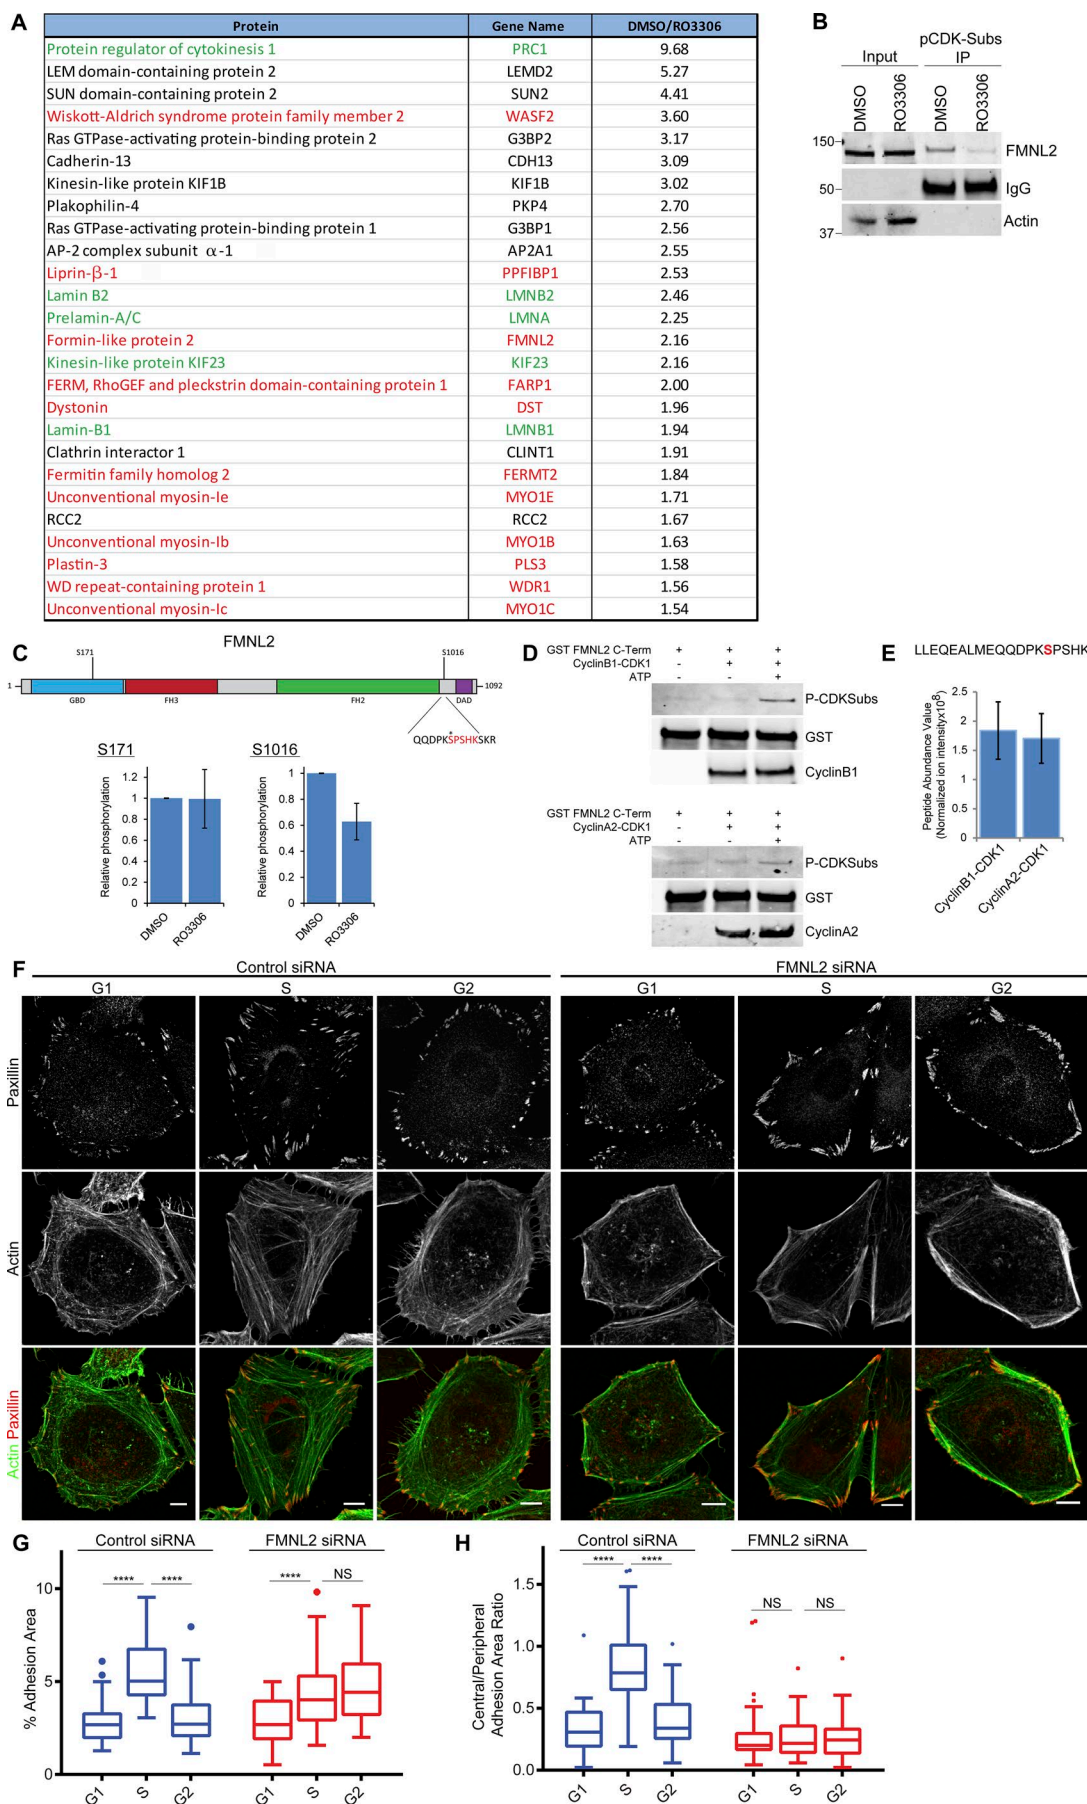 A
Protein Gene Name DMSO/RO3306
Protein regulator of cytokinesis 1 PRC1 9.68
LEM domain-containing protein 2 LEMD2 5.27
SUN domain-containing protein 2 SUN2 4.41
Wiskott-Aldrich syndrome protein family member 2 WASF2 3.60
Ras GTPase-activating protein-binding protein 2 G3BP2 3.17
Cadherin-13 CDH13 3.09
Kinesin-like protein KIF1B KIF1B 3.02
Plakophilin-4 PKP4 2.70
Ras GTPase-activating protein-binding protein 1 G3BP1 2.56
AP-2 complex subunit α-1 AP2A1 2.55
Liprin-β-1 PPFIBP1 2.53
Lamin B2 LMNB2 2.46
Prelamin-A/C LMNA 2.25
Formin-like protein 2 FMNL2 2.16
Kinesin-like protein KIF23 KIF23 2.16
FERM, RhoGEF and pleckstrin domain-containing protein 1 FARP1 2.00
Dystonin DST 1.96
Lamin-B1 LMNB1 1.94
Clathrin interactor 1 CLINT1 1.91
Fermitin family homolog 2 FERMT2 1.84
Unconventional myosin-Ie MYO1E 1.71
RCC2 RCC2 1.67
Unconventional myosin-Ib MYO1B 1.63
Plastin-3 PLS3 1.58
WD repeat-containing protein 1 WDR1 1.56
Unconventional myosin-Ic MYO1C 1.54
B
pCDK-Subs
Input IP
DMSO RO3306 DMSO RO3306
150 FMNL2
50 IgG
Actin
37
C
FMNL2
S171 S1016
1 1092
GBD FH3 FH2 DAD
*
QQDPKSPSHKSKR
S171
Relative phosphorylation
1.2
1
0.8
0.6
0.4
0.2
0
DMSO RO3306
S1016
Relative phosphorylation
1
0.8
0.6
0.4
0.2
0
DMSO RO3306
D
GST FMNL2 C-Term + + +
CyclinB1-CDK1 - + +
ATP - - +
P-CDKSubs
GST
CyclinB1
GST FMNL2 C-Term + + +
CyclinA2-CDK1 - + +
ATP - - +
P-CDKSubs
GST
CyclinA2
E
LLEQEALMEQQDPKSPSHK
Peptide Abundance Value
(Normalized ion intensityx10⁸)
2.5
2
1.5
1
0.5
0
CyclinB1-CDK1 CyclinA2-CDK1
F
Control siRNA FMNL2 siRNA
G1 S G2 G1 S G2
Paxillin
Actin
Actin Paxillin
G
Control siRNA FMNL2 siRNA
**** **** **** NS
% Adhesion Area
10
5
0
G1 S G2 G1 S G2
H
Control siRNA FMNL2 siRNA
**** **** NS NS
Central/Peripheral
Adhesion Area Ratio
1.5
1.0
0.5
0.0
G1 S G2 G1 S G2